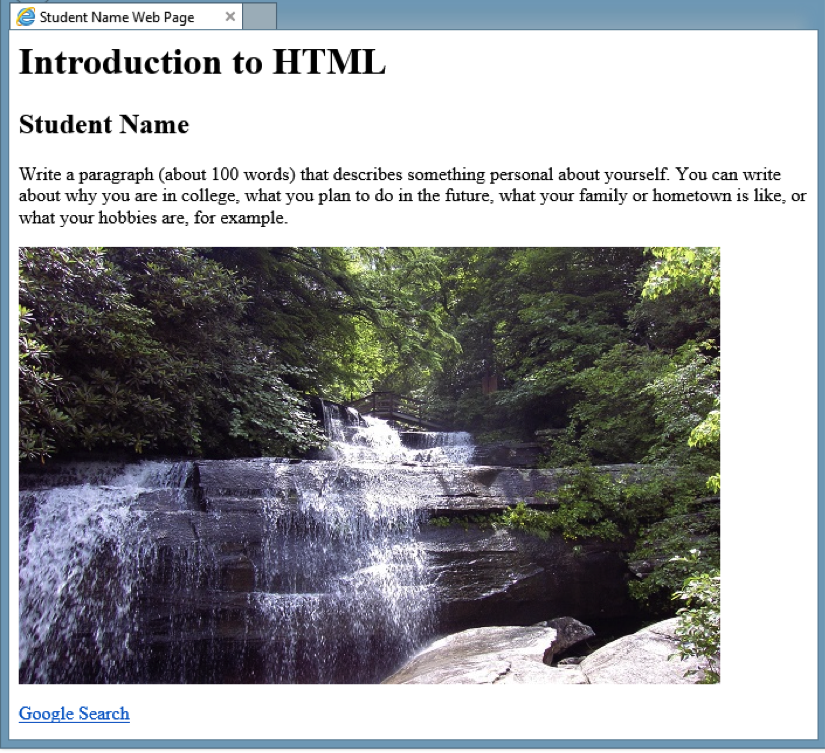 Student Name Web Page
Introduction to HTML
Student Name
Write a paragraph (about 100 words) that describes something personal about yourself. You can write
about why you are in college, what you plan to do in the future, what your family or hometown is like, or
what your hobbies are, for example.
Google Search